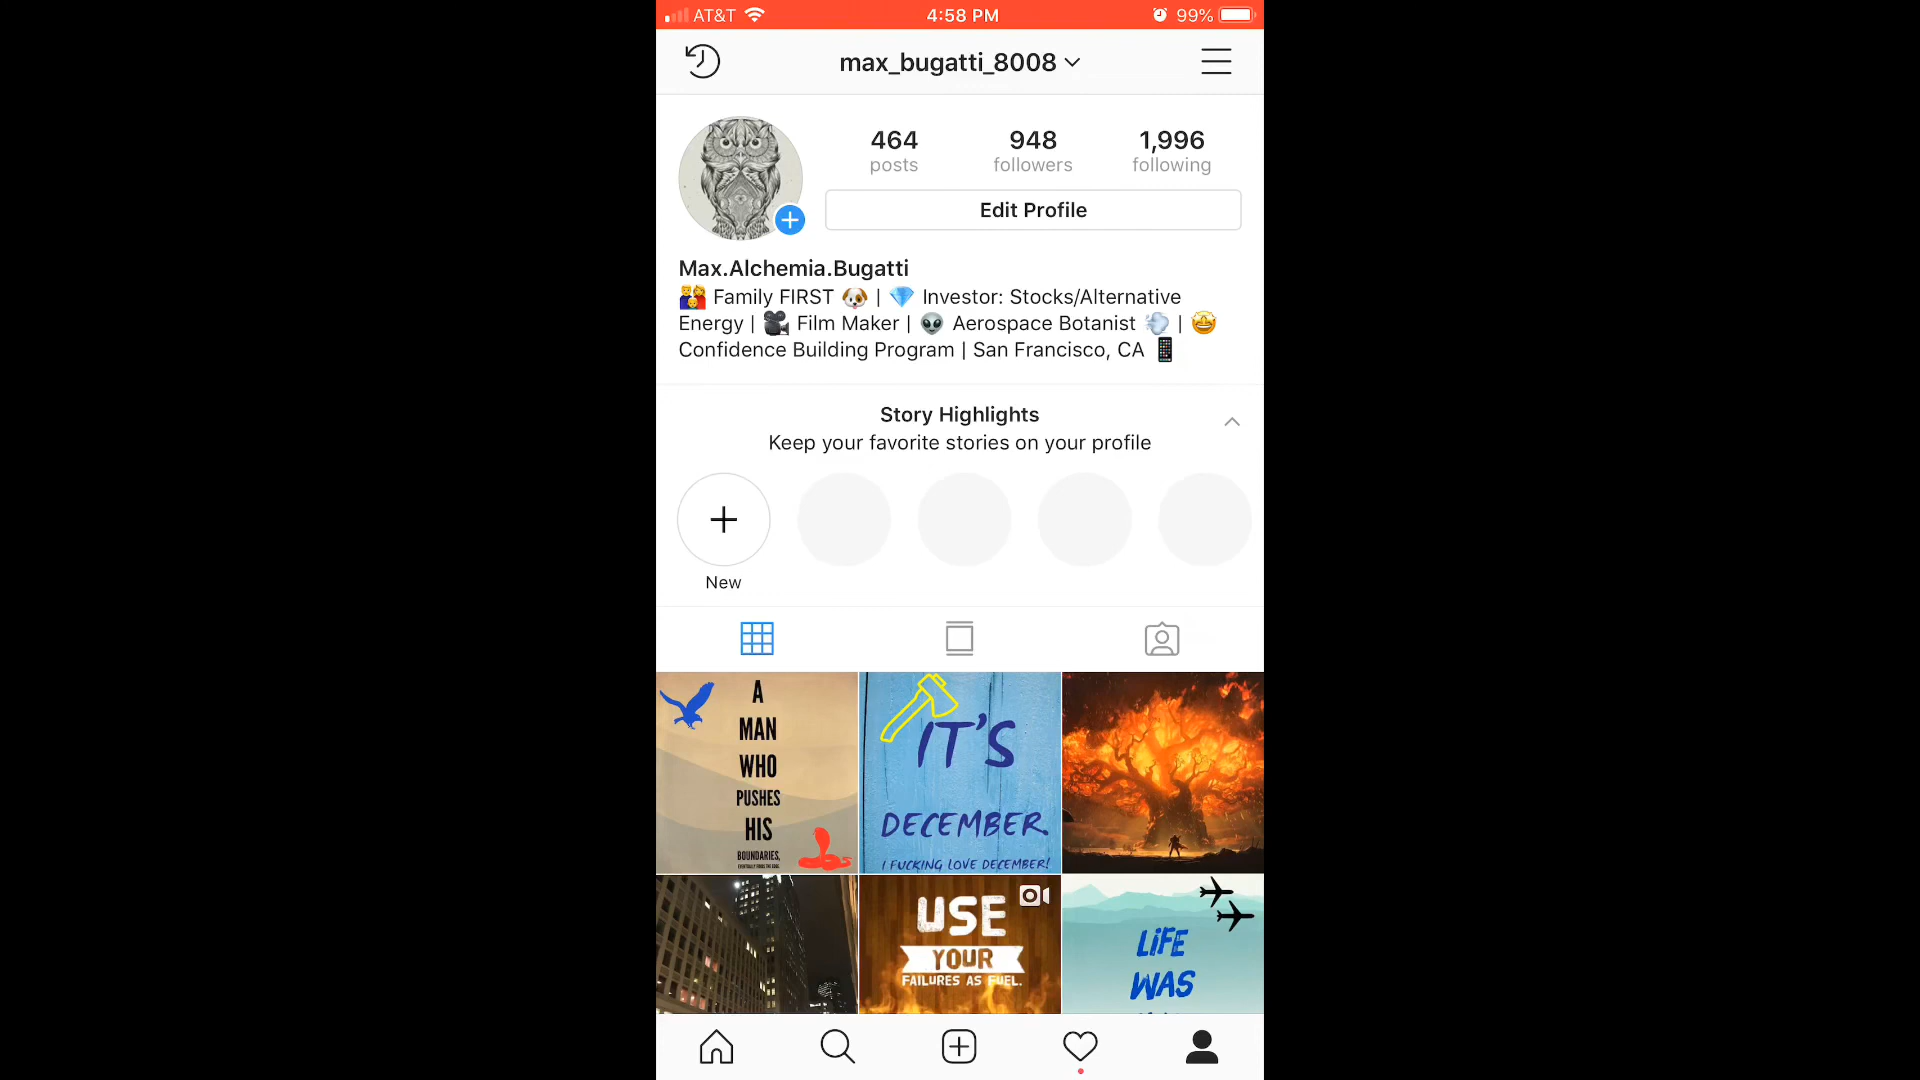 AT&T 4:58 PM 99%
max_bugatti_8008
464 948 1,996
posts followers following
Edit Profile
Max.Alchemia.Bugatti
Family FIRST | Investor: Stocks/Alternative
Energy | Film Maker | Aerospace Botanist |
Confidence Building Program | San Francisco, CA
Story Highlights
Keep your favorite stories on your profile
New
A
MAN
WHO
PUSHES
HIS
BOUNDARIES,
IT'S
DECEMBER.
I FUCKING LOVE DECEMBER!
USE
YOUR
FAILURES AS FUEL.
LIFE
WAS